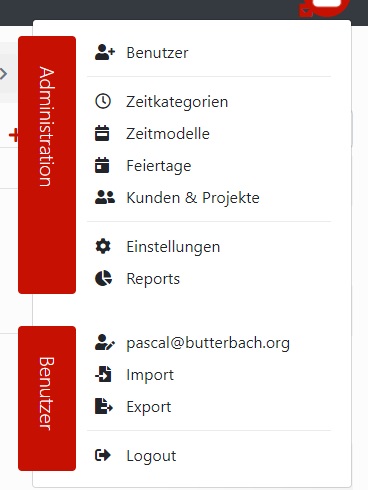 Administration
Benutzer
Zeitkategorien
Zeitmodelle
Feiertage
Kunden & Projekte
Einstellungen
Reports
Benutzer
pascal@butterbach.org
Import
Export
Logout